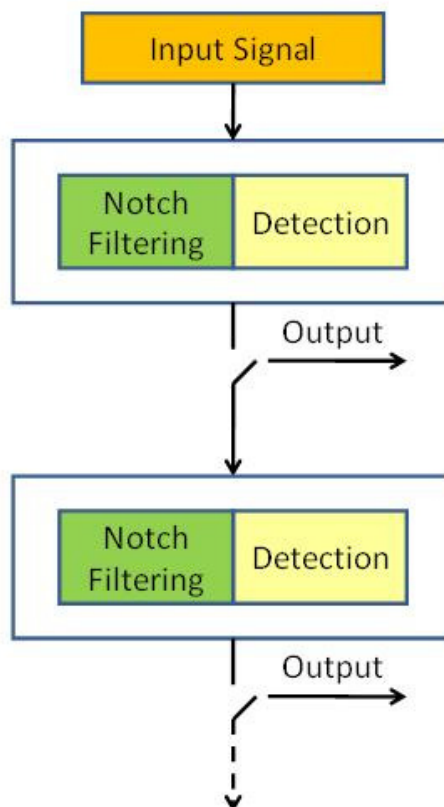 Input Signal
Notch
Filtering
Detection
Output
Notch
Filtering
Detection
Output